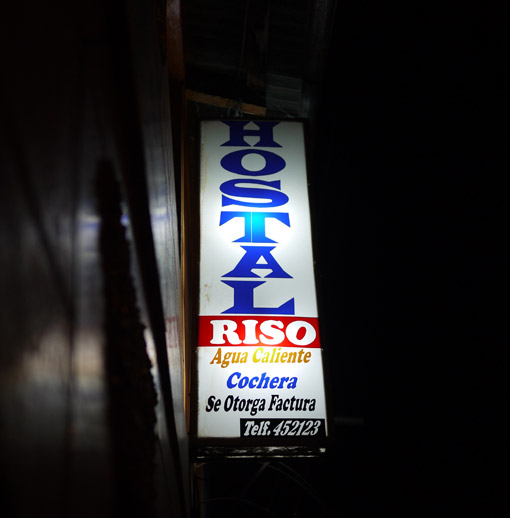 HOSTAL
RISO
Agua Caliente
Cochera
Se Otorga Factura
Telf. 452123